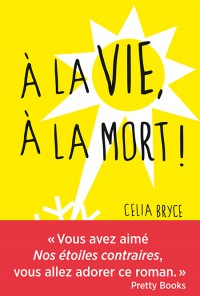 À LA VIE,
À LA MORT !
CELIA BRYCE
« Vous avez aimé
Nos étoiles contraires,
vous allez adorer ce roman. »
Pretty Books